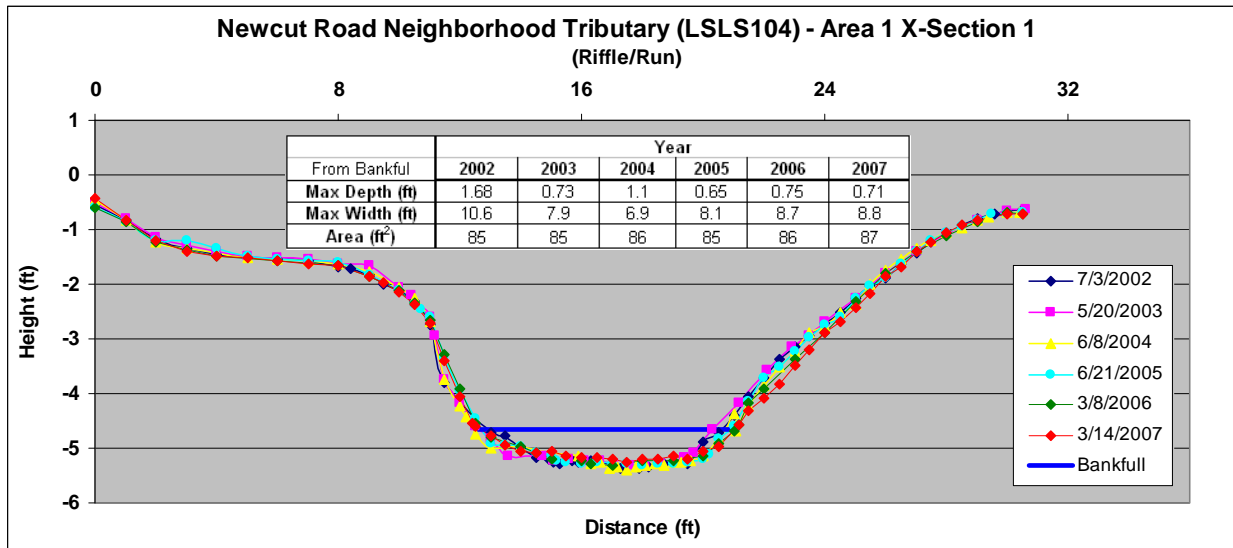 Newcut Road Neighborhood Tributary (LSLS104) - Area 1 X-Section 1
(Riffle/Run)
0 8 16 24 32
1
0
-1
-2
-3
-4
-5
-6
Height (ft)
Year
From Bankful 2002 2003 2004 2005 2006 2007
Max Depth (ft) 1.68 0.73 1.1 0.65 0.75 0.71
Max Width (ft) 10.6 7.9 6.9 8.1 8.7 8.8
Area (ft²) 85 85 86 85 86 87
7/3/2002
5/20/2003
6/8/2004
6/21/2005
3/8/2006
3/14/2007
Bankfull
Distance (ft)